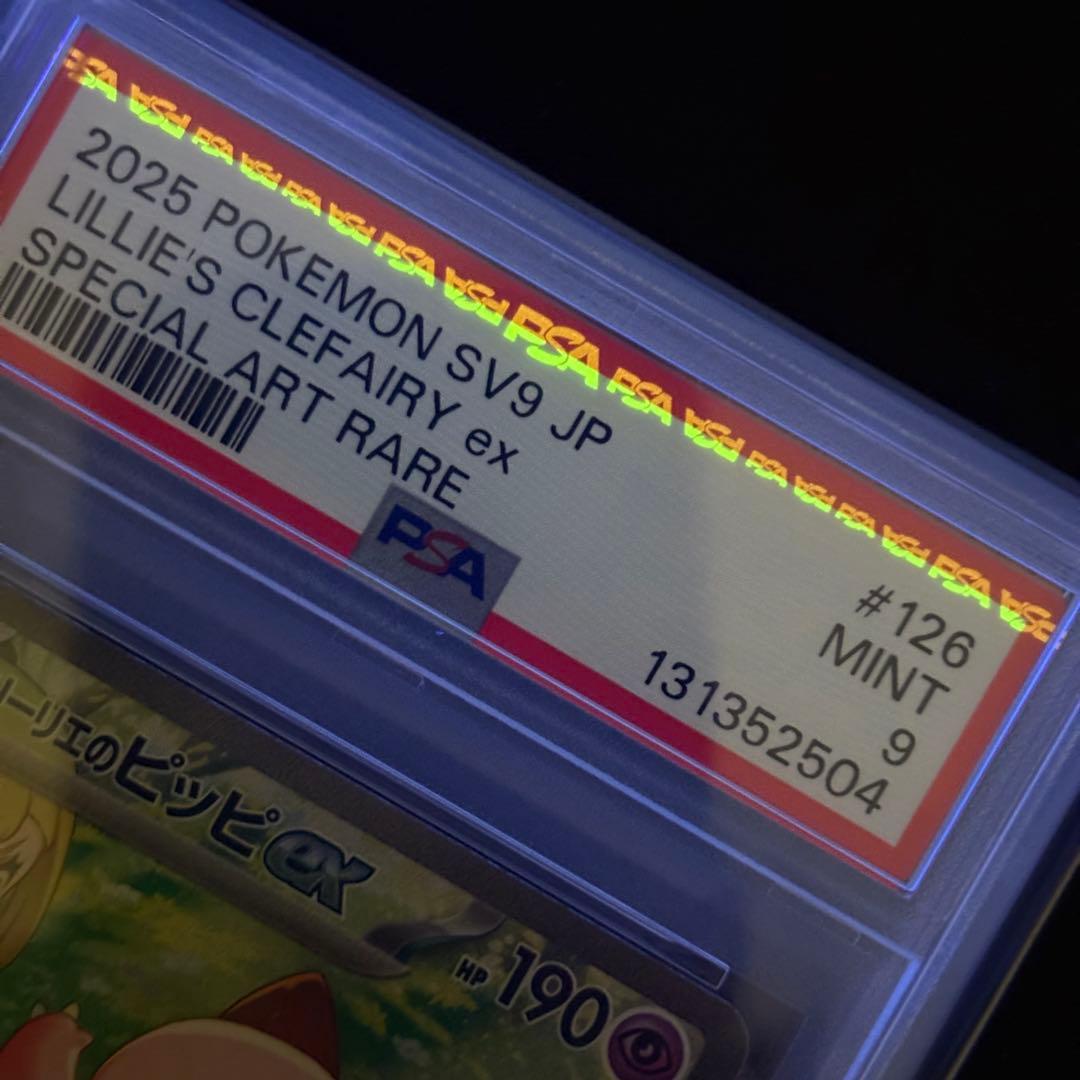 2025 POKEMON SV9 JP
#126
LILLIE'S CLEFAIRY ex
MINT
SPECIAL ART RARE
9
PSA
131352504
ーリエのピッピex
HP 190